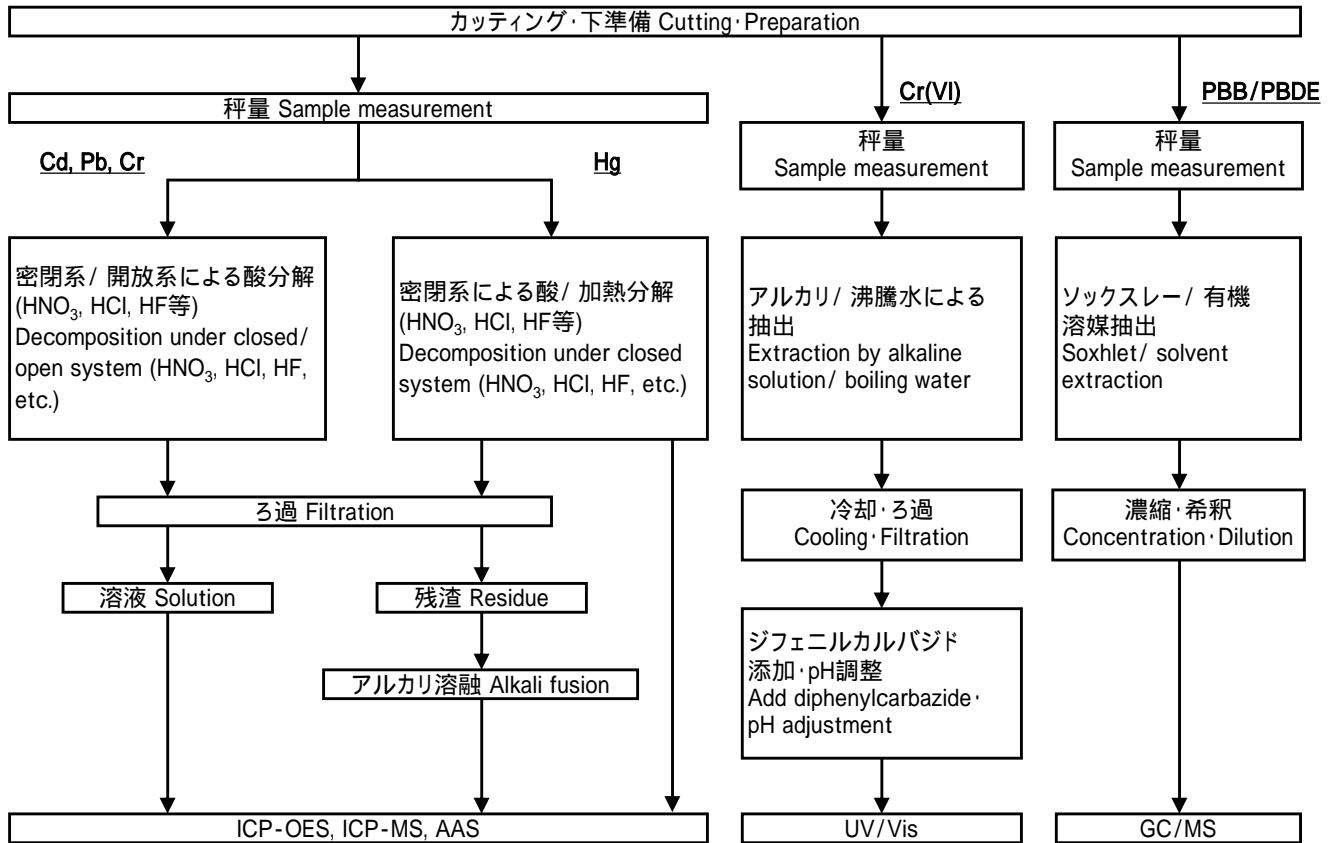 カッティング・下準備 Cutting・Preparation
秤量 Sample measurement
Cd, Pb, Cr
Hg
密閉系/ 開放系による酸分解
(HNO₃, HCl, HF等)
Decomposition under closed/
open system (HNO₃, HCl, HF,
etc.)
密閉系による酸/ 加熱分解
(HNO₃, HCl, HF等)
Decomposition under closed
system (HNO₃, HCl, HF, etc.)
ろ過 Filtration
溶液 Solution
残渣 Residue
アルカリ溶融 Alkali fusion
ICP-OES, ICP-MS, AAS
Cr(VI)
秤量
Sample measurement
アルカリ/ 沸騰水による
抽出
Extraction by alkaline
solution/ boiling water
冷却・ろ過
Cooling・Filtration
ジフェニルカルバジド
添加・pH調整
Add diphenylcarbazide・
pH adjustment
UV/Vis
PBB/PBDE
秤量
Sample measurement
ソックスレー/ 有機
溶媒抽出
Soxhlet/ solvent
extraction
濃縮・希釈
Concentration・Dilution
GC/MS